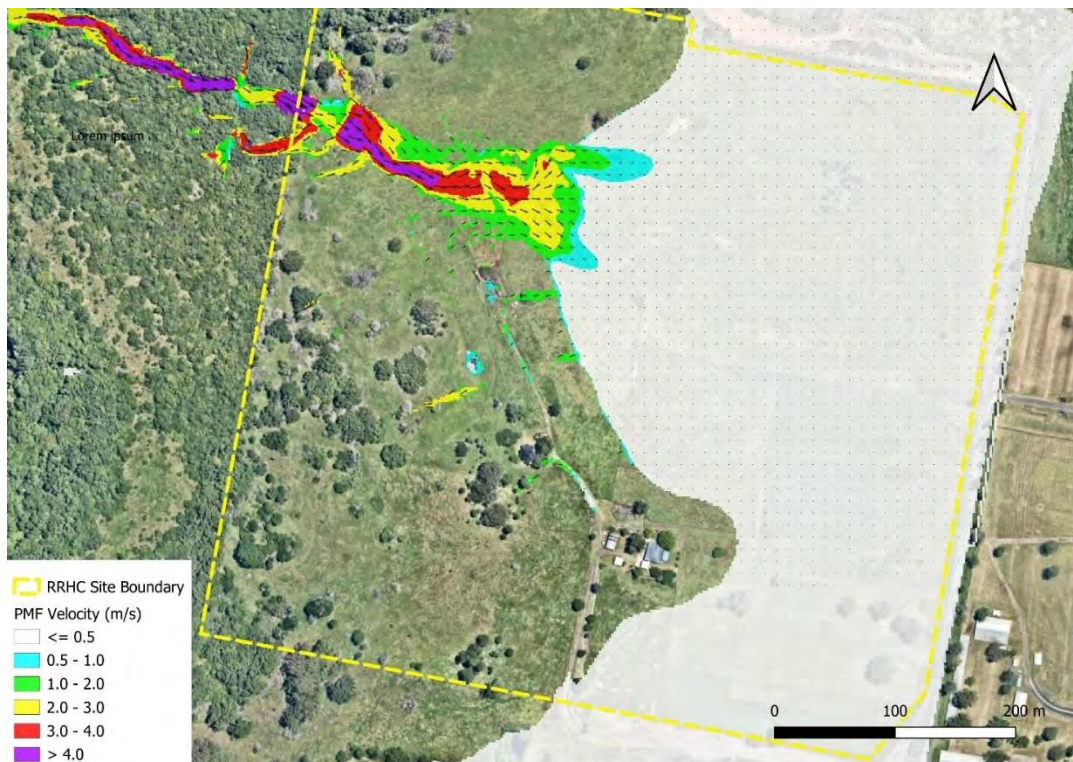 Lorem ipsum
RRHC Site Boundary
PMF Velocity (m/s)
<= 0.5
0.5 - 1.0
1.0 - 2.0
2.0 - 3.0
3.0 - 4.0
> 4.0
0 100 200 m